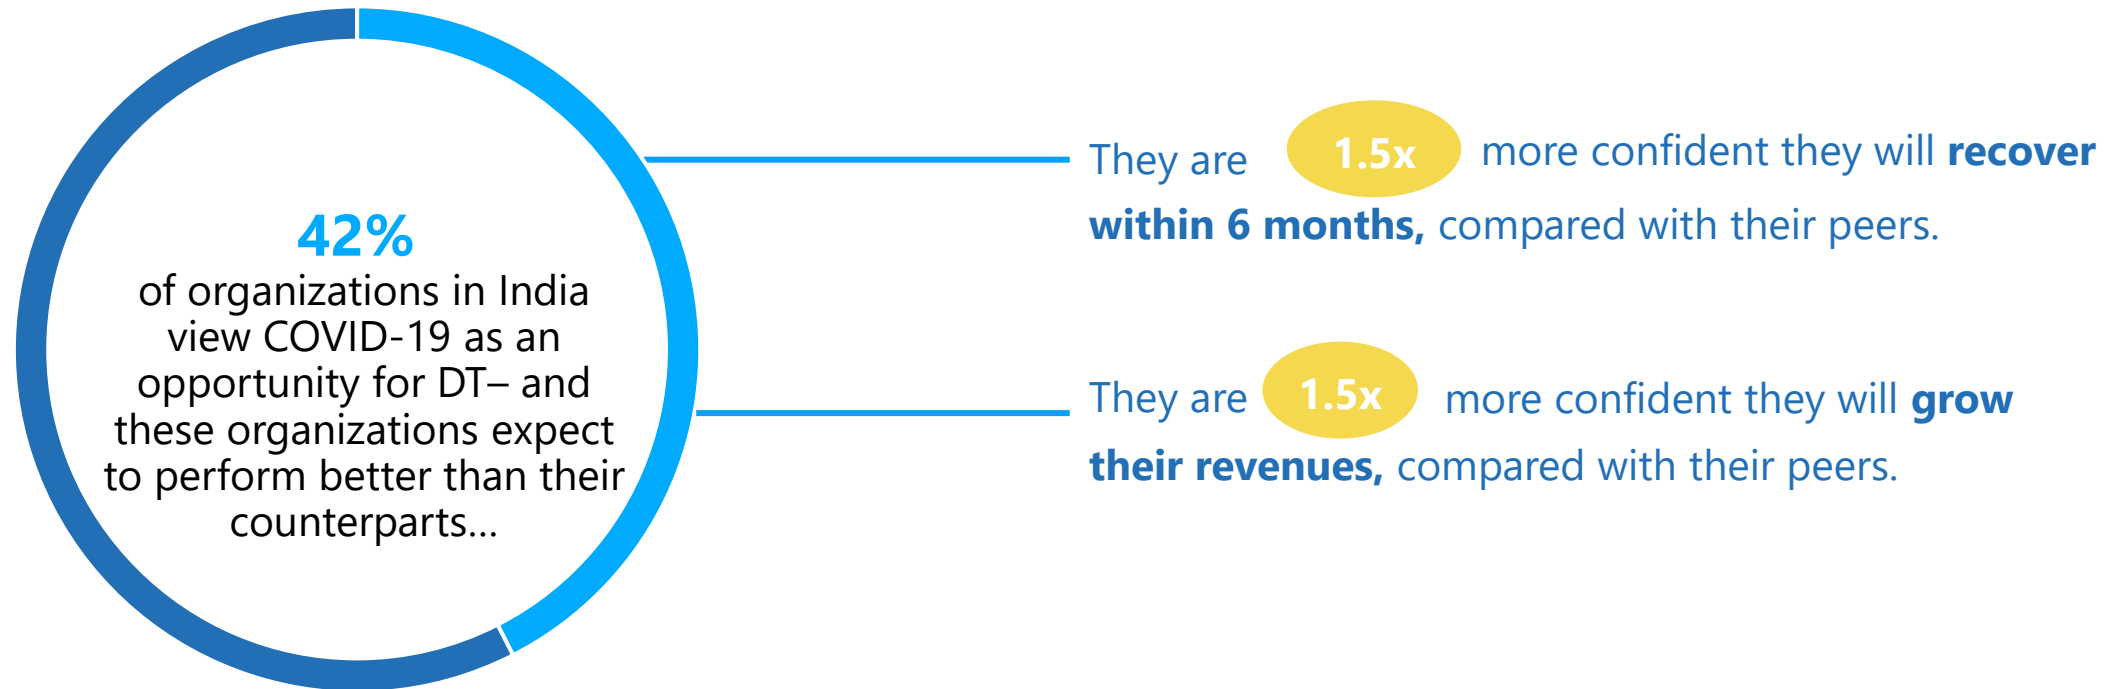 42%
of organizations in India
view COVID-19 as an
opportunity for DT– and
these organizations expect
to perform better than their
counterparts...
They are 1.5x more confident they will recover
within 6 months, compared with their peers.
They are 1.5x more confident they will grow
their revenues, compared with their peers.